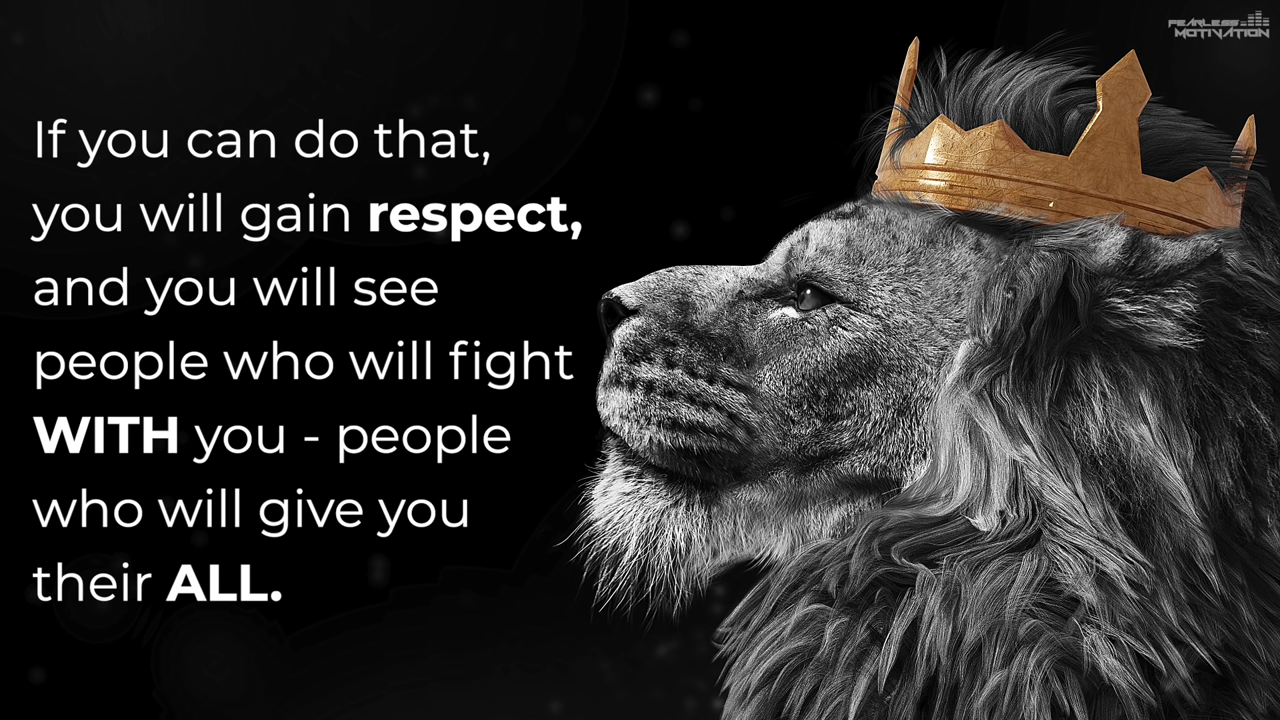 If you can do that,
you will gain respect,
and you will see
people who will fight
WITH you - people
who will give you
their ALL.
FEARLESS
MOTIVATION